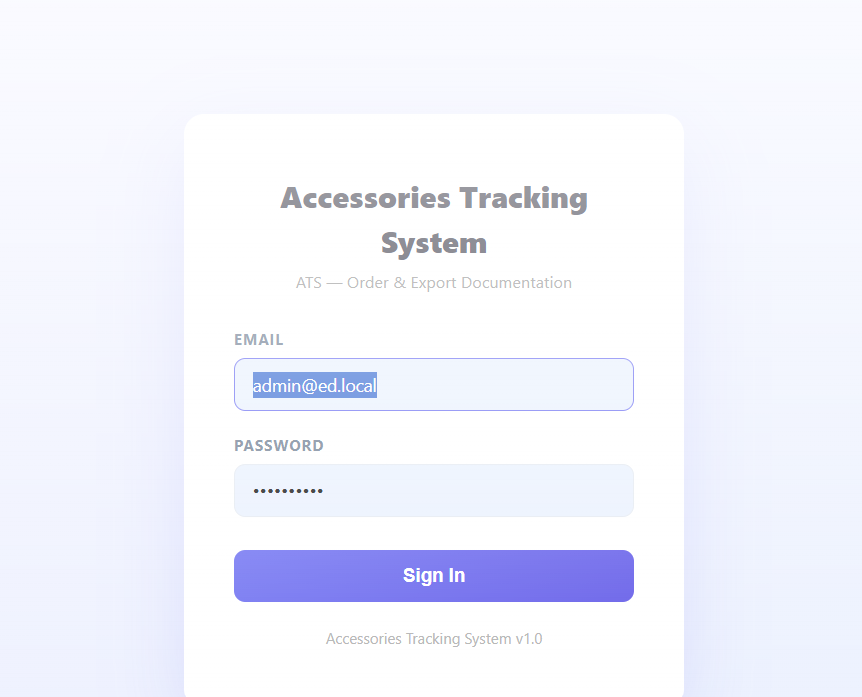 Accessories Tracking
System
ATS — Order & Export Documentation
EMAIL
admin@ed.local
PASSWORD
••••••••••
Sign In
Accessories Tracking System v1.0